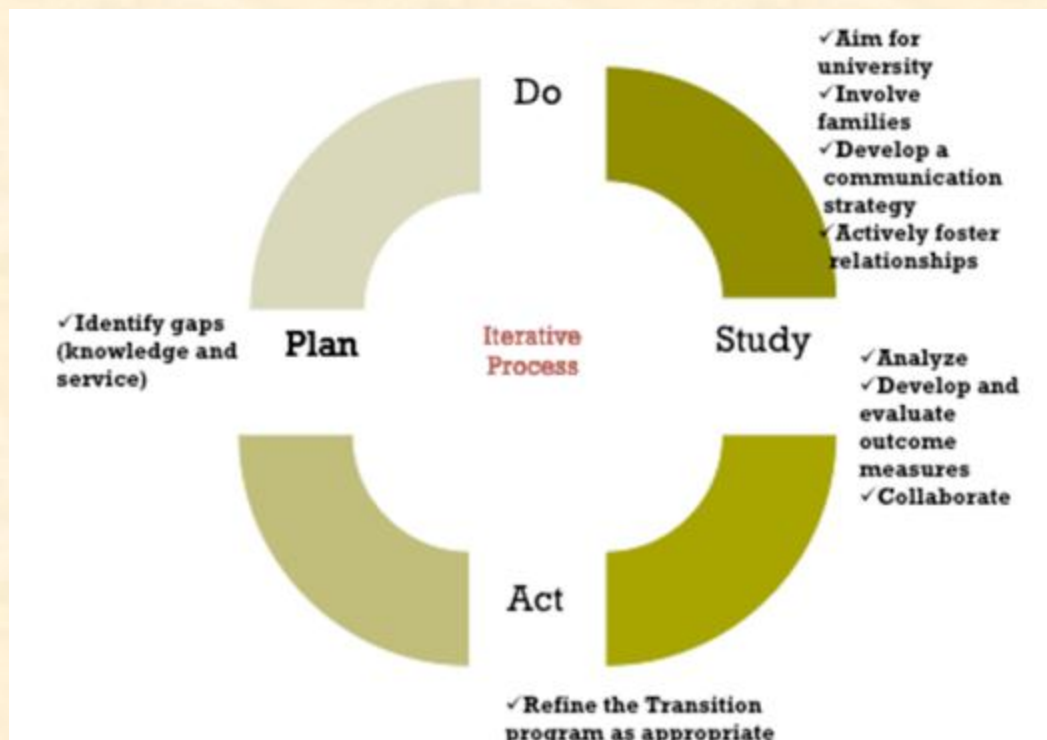 Do
✓Aim for
university
✓Involve
families
✓Develop a
communication
strategy
✓Actively foster
relationships
✓Identify gaps
(knowledge and
service)
Plan
Iterative
Process
Study
✓Analyze
✓Develop and
evaluate
outcome
measures
✓Collaborate
Act
✓Refine the Transition
program as appropriate